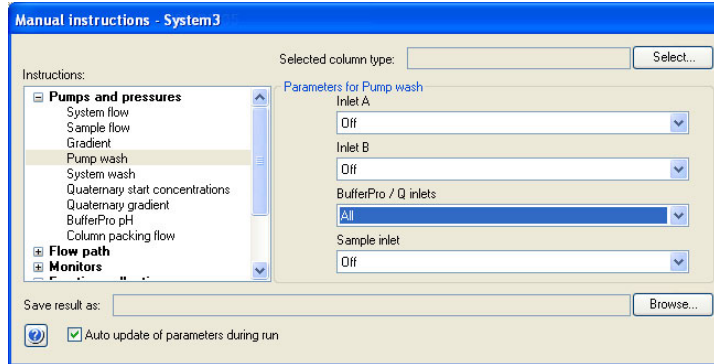 Manual instructions - System3
Selected column type:
Select...
Instructions:
Pumps and pressures
System flow
Sample flow
Gradient
Pump wash
System wash
Quaternary start concentrations
Quaternary gradient
BufferPro pH
Column packing flow
Flow path
Monitors
Parameters for Pump wash
Inlet A
Off
Inlet B
Off
BufferPro / Q inlets
All
Sample inlet
Off
Save result as:
Browse...
Auto update of parameters during run